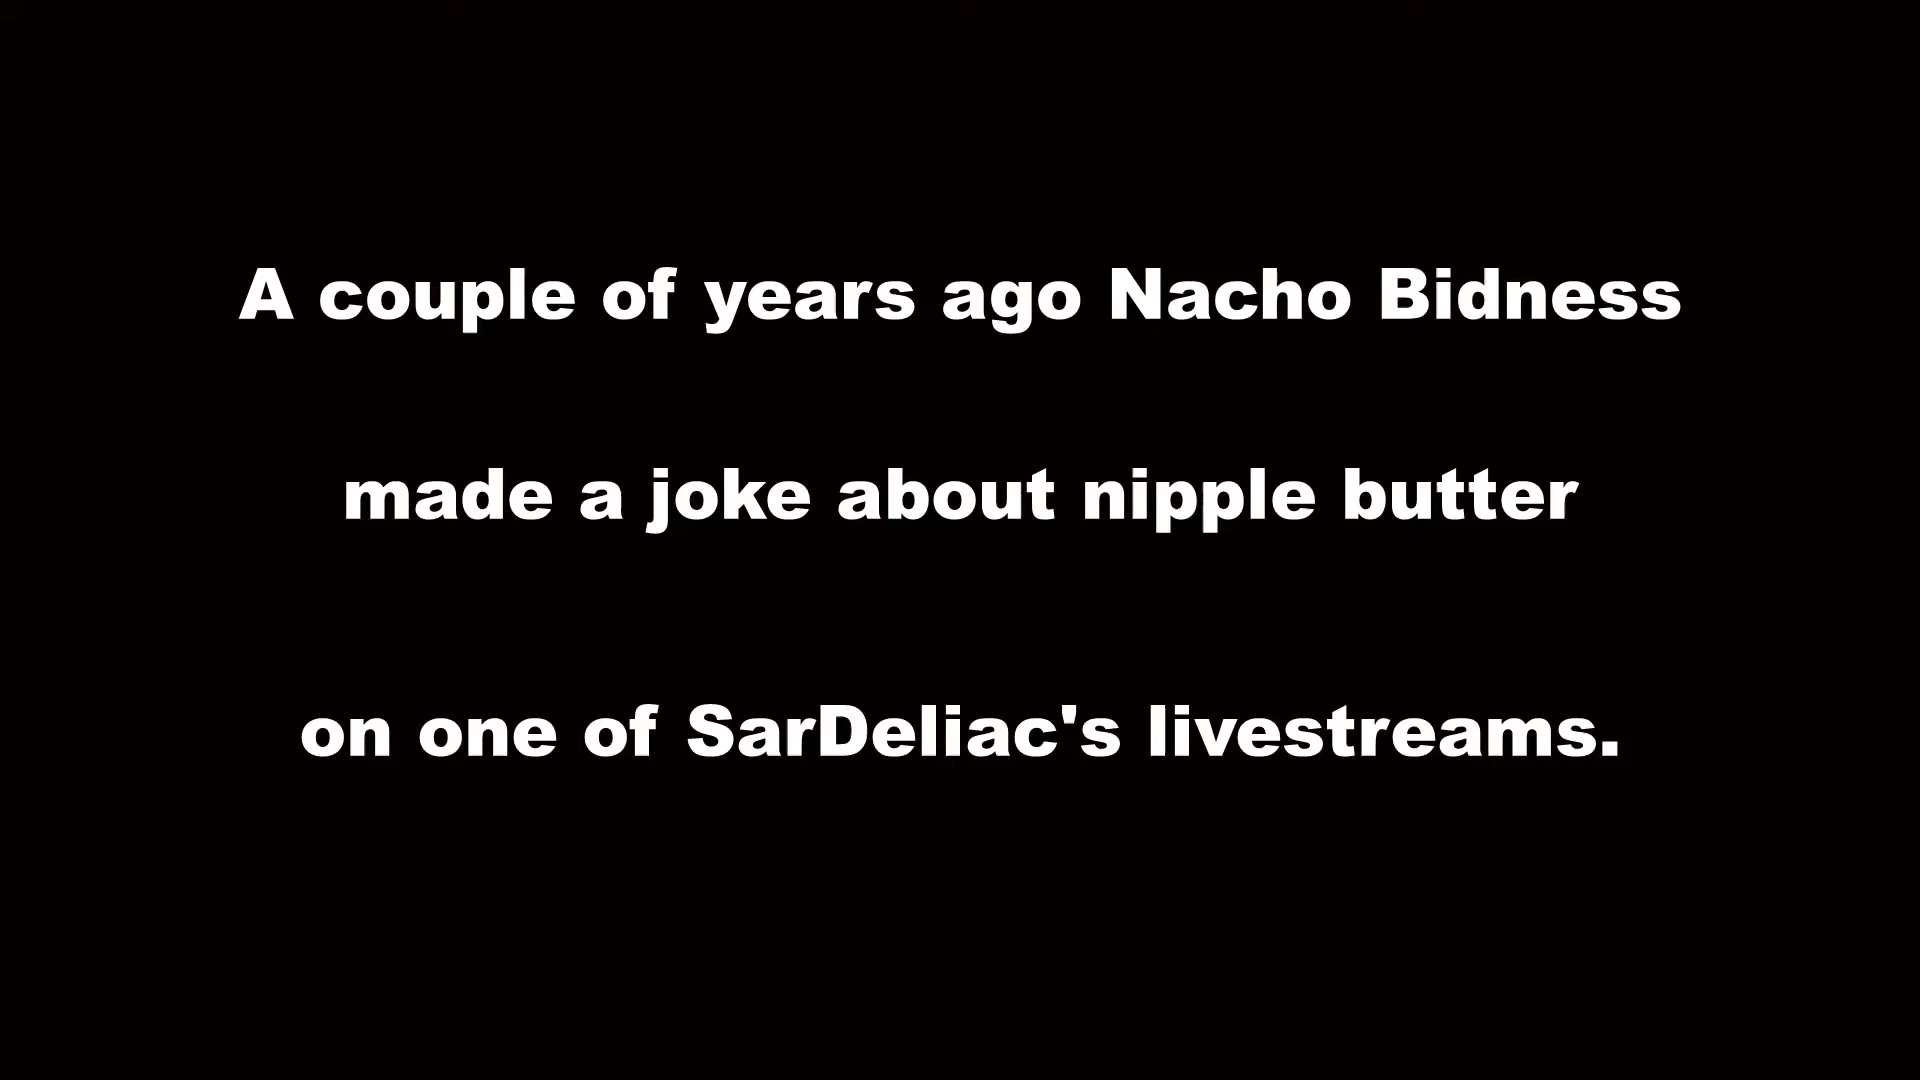 A couple of years ago Nacho Bidness
made a joke about nipple butter
on one of SarDeliac's livestreams.